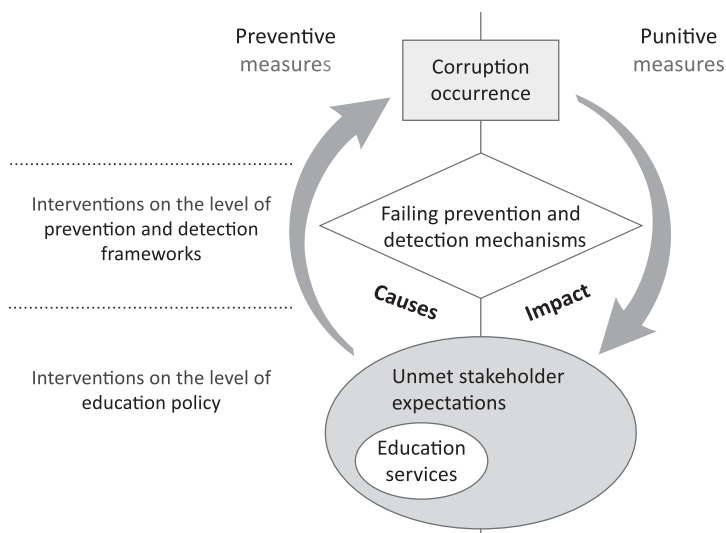 Preventive
measures
Punitive
measures
Corruption
occurrence
Interventions on the level of
prevention and detection
frameworks
Failing prevention and
detection mechanisms
Causes
Impact
Interventions on the level of
education policy
Unmet stakeholder
expectations
Education
services